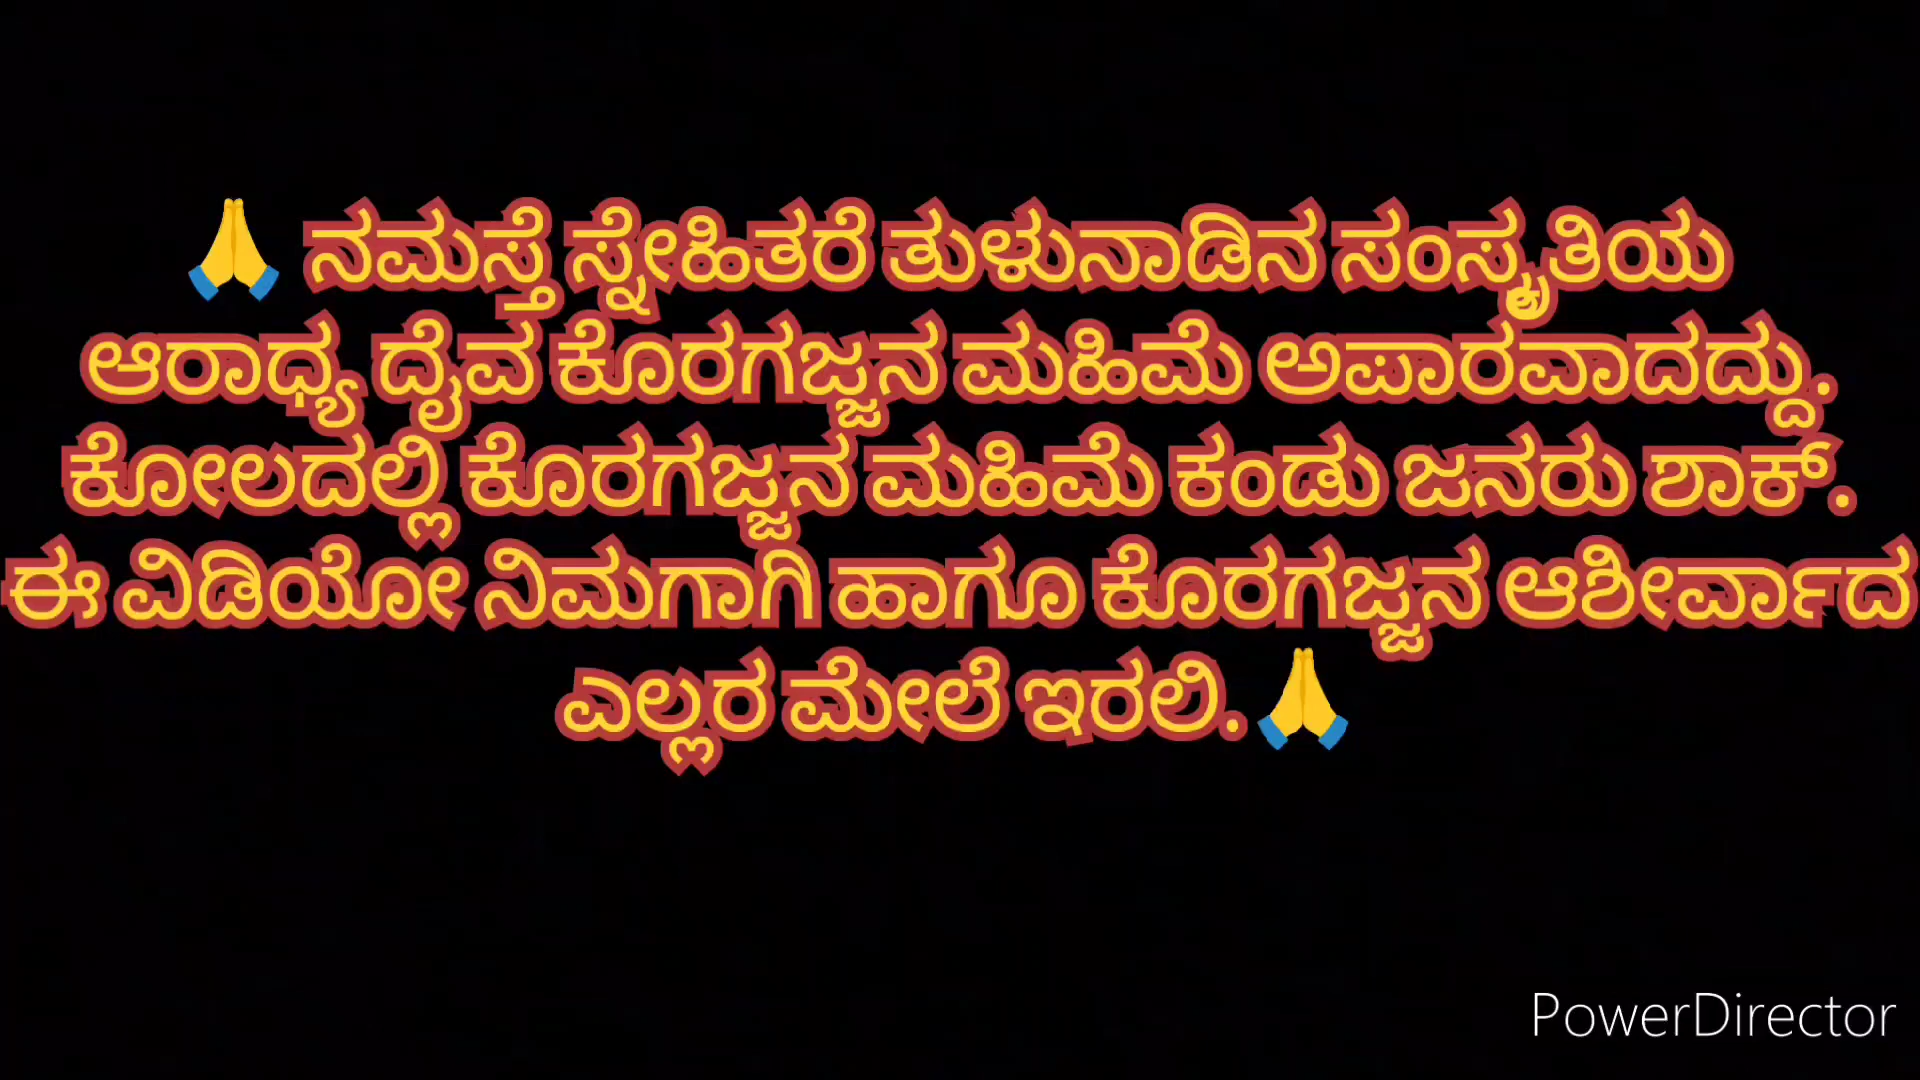 🙏 ನಮಸ್ತೆ ಸ್ನೇಹಿತರೆ ತುಳುನಾಡಿನ ಸಂಸ್ಕೃತಿಯ
ಆರಾಧ್ಯ ದೈವ ಕೊರಗಜ್ಜನ ಮಹಿಮೆ ಅಪಾರವಾದದ್ದು.
ಕೋಲದಲ್ಲಿ ಕೊರಗಜ್ಜನ ಮಹಿಮೆ ಕಂಡು ಜನರು ಶಾಕ್.
ಈ ವಿಡಿಯೋ ನಿಮಗಾಗಿ ಹಾಗೂ ಕೊರಗಜ್ಜನ ಆಶೀರ್ವಾದ
ಎಲ್ಲರ ಮೇಲೆ ಇರಲಿ.🙏
PowerDirector